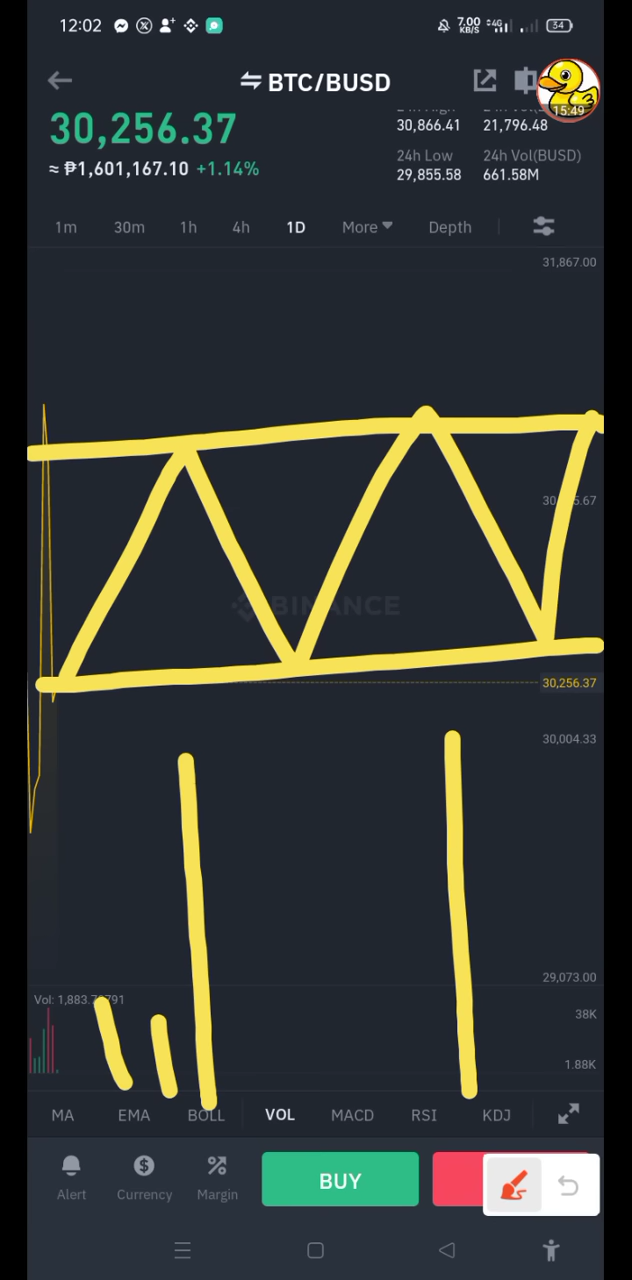 12:02 7.00 KB/S 4G 54
BTC/BUSD
15:49
30,256.37
≈ ₱1,601,167.10 +1.14%
30,866.41 21,796.48
24h Low 24h Vol(BUSD)
29,855.58 661.58M
1m 30m 1h 4h 1D More Depth
31,867.00
BINANCE
30,256.37
30,004.33
29,073.00
38K
1.88K
MA EMA BOLL VOL MACD RSI KDJ
Alert Currency Margin BUY